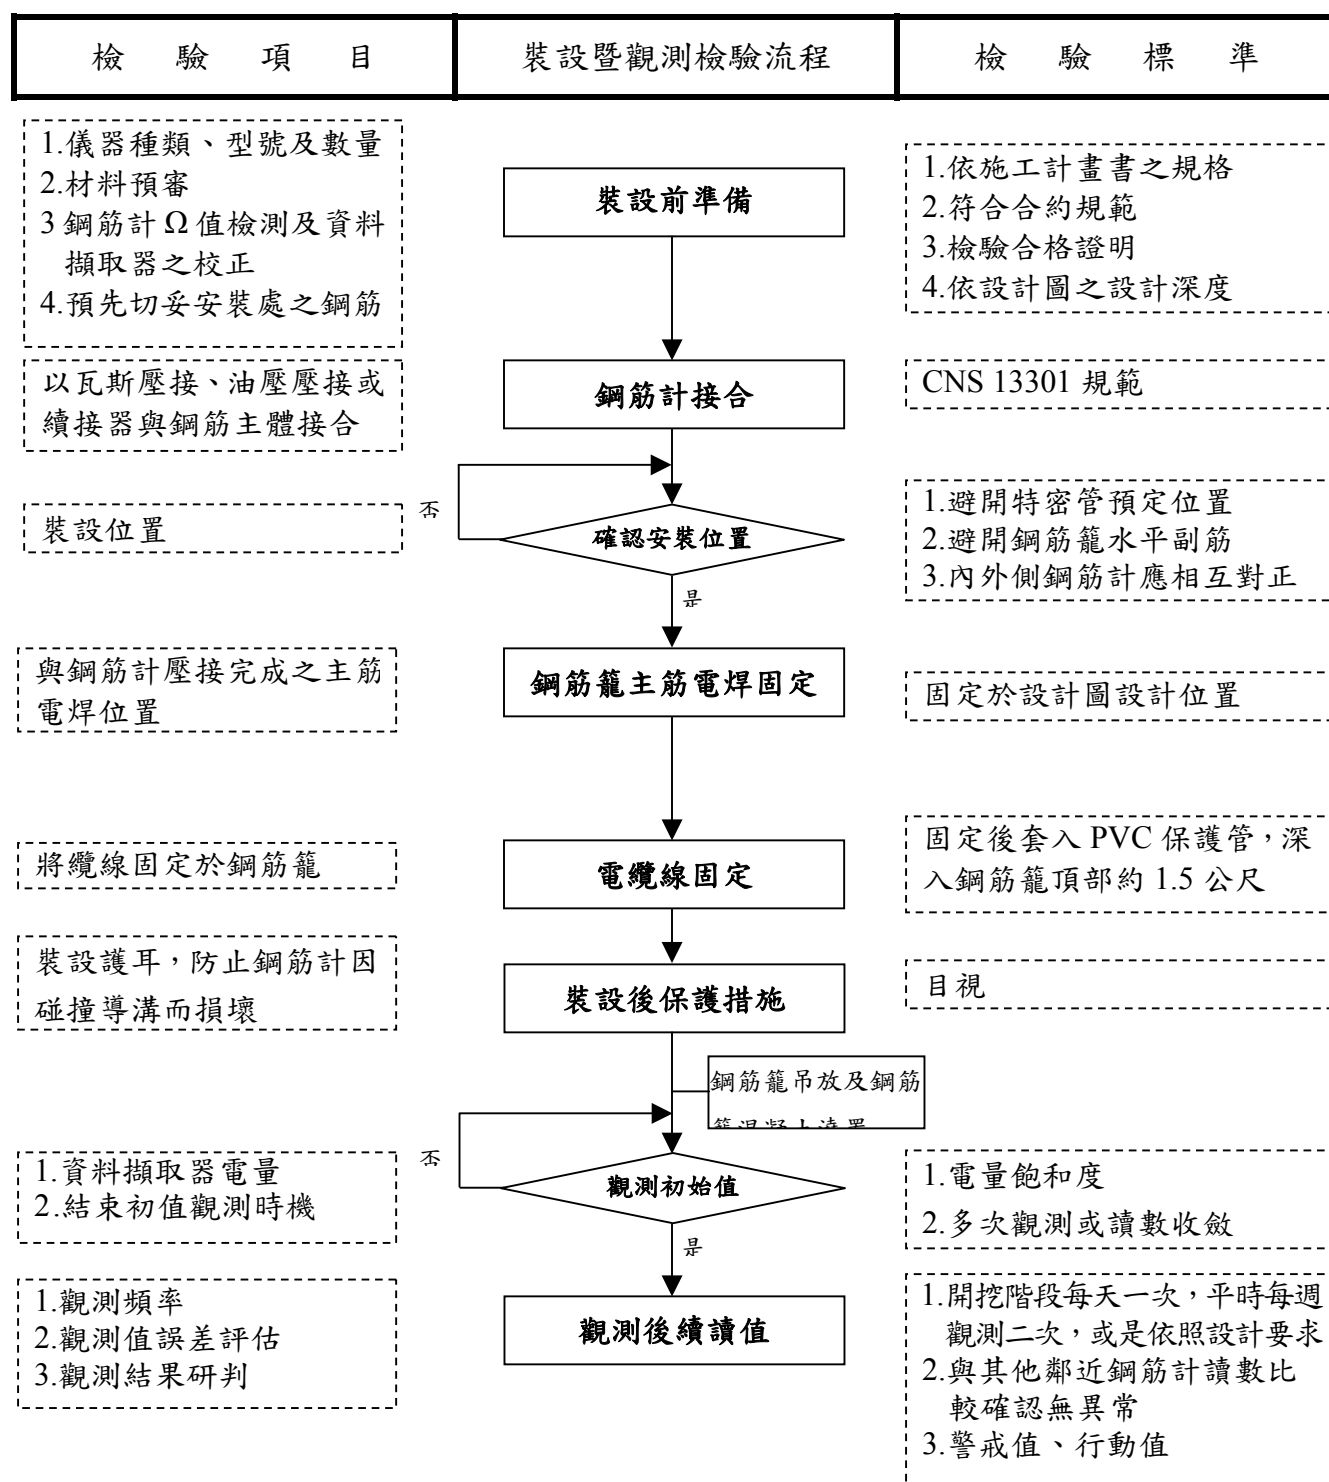 檢驗項目
裝設暨觀測檢驗流程
檢驗標準
1.儀器種類、型號及數量
2.材料預審
3 鋼筋計 Ω 值檢測及資料
擷取器之校正
4.預先切妥安裝處之鋼筋
裝設前準備
1.依施工計畫書之規格
2.符合合約規範
3.檢驗合格證明
4.依設計圖之設計深度
以瓦斯壓接、油壓壓接或
續接器與鋼筋主體接合
鋼筋計接合
CNS 13301 規範
裝設位置
否
確認安裝位置
是
1.避開特密管預定位置
2.避開鋼筋籠水平副筋
3.內外側鋼筋計應相互對正
與鋼筋計壓接完成之主筋
電焊位置
鋼筋籠主筋電焊固定
固定於設計圖設計位置
將纜線固定於鋼筋籠
電纜線固定
固定後套入 PVC 保護管，深
入鋼筋籠頂部約 1.5 公尺
裝設護耳，防止鋼筋計因
碰撞導溝而損壞
裝設後保護措施
目視
鋼筋籠吊放及鋼筋
籠混凝土澆置
1.資料擷取器電量
2.結束初值觀測時機
否
觀測初始值
是
1.電量飽和度
2.多次觀測或讀數收斂
1.觀測頻率
2.觀測值誤差評估
3.觀測結果研判
觀測後續讀值
1.開挖階段每天一次，平時每週
觀測二次，或是依照設計要求
2.與其他鄰近鋼筋計讀數比
較確認無異常
3.警戒值、行動值